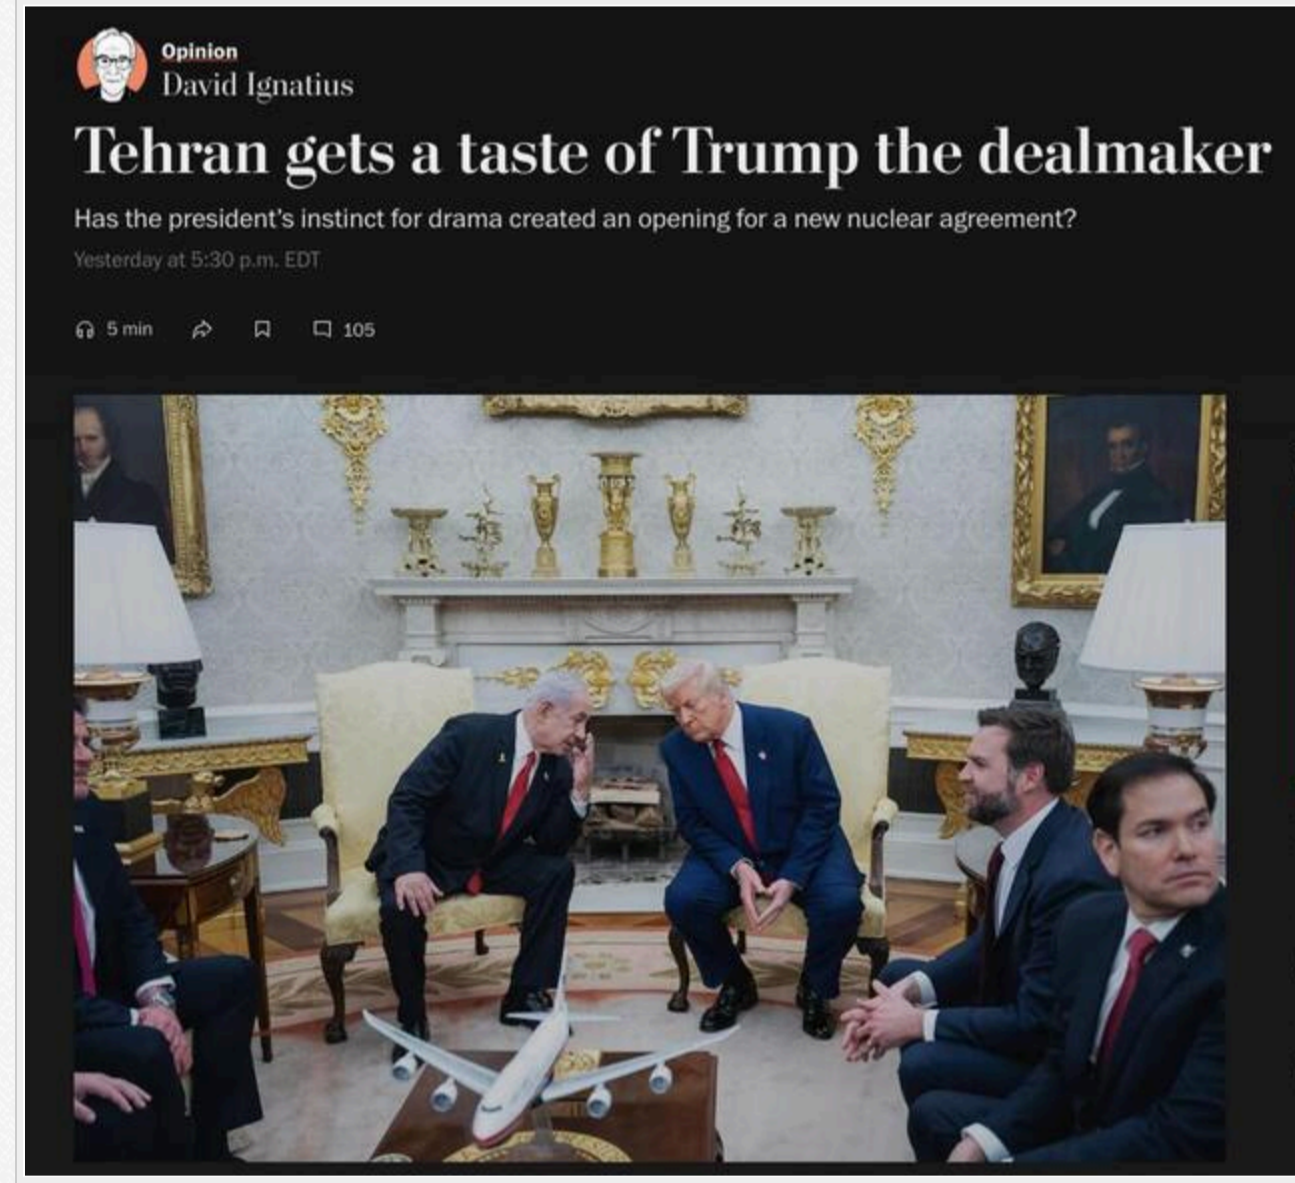 Opinion
David Ignatius
Tehran gets a taste of Trump the dealmaker
Has the president's instinct for drama created an opening for a new nuclear agreement?
Yesterday at 5:30 p.m. EDT
5 min
105